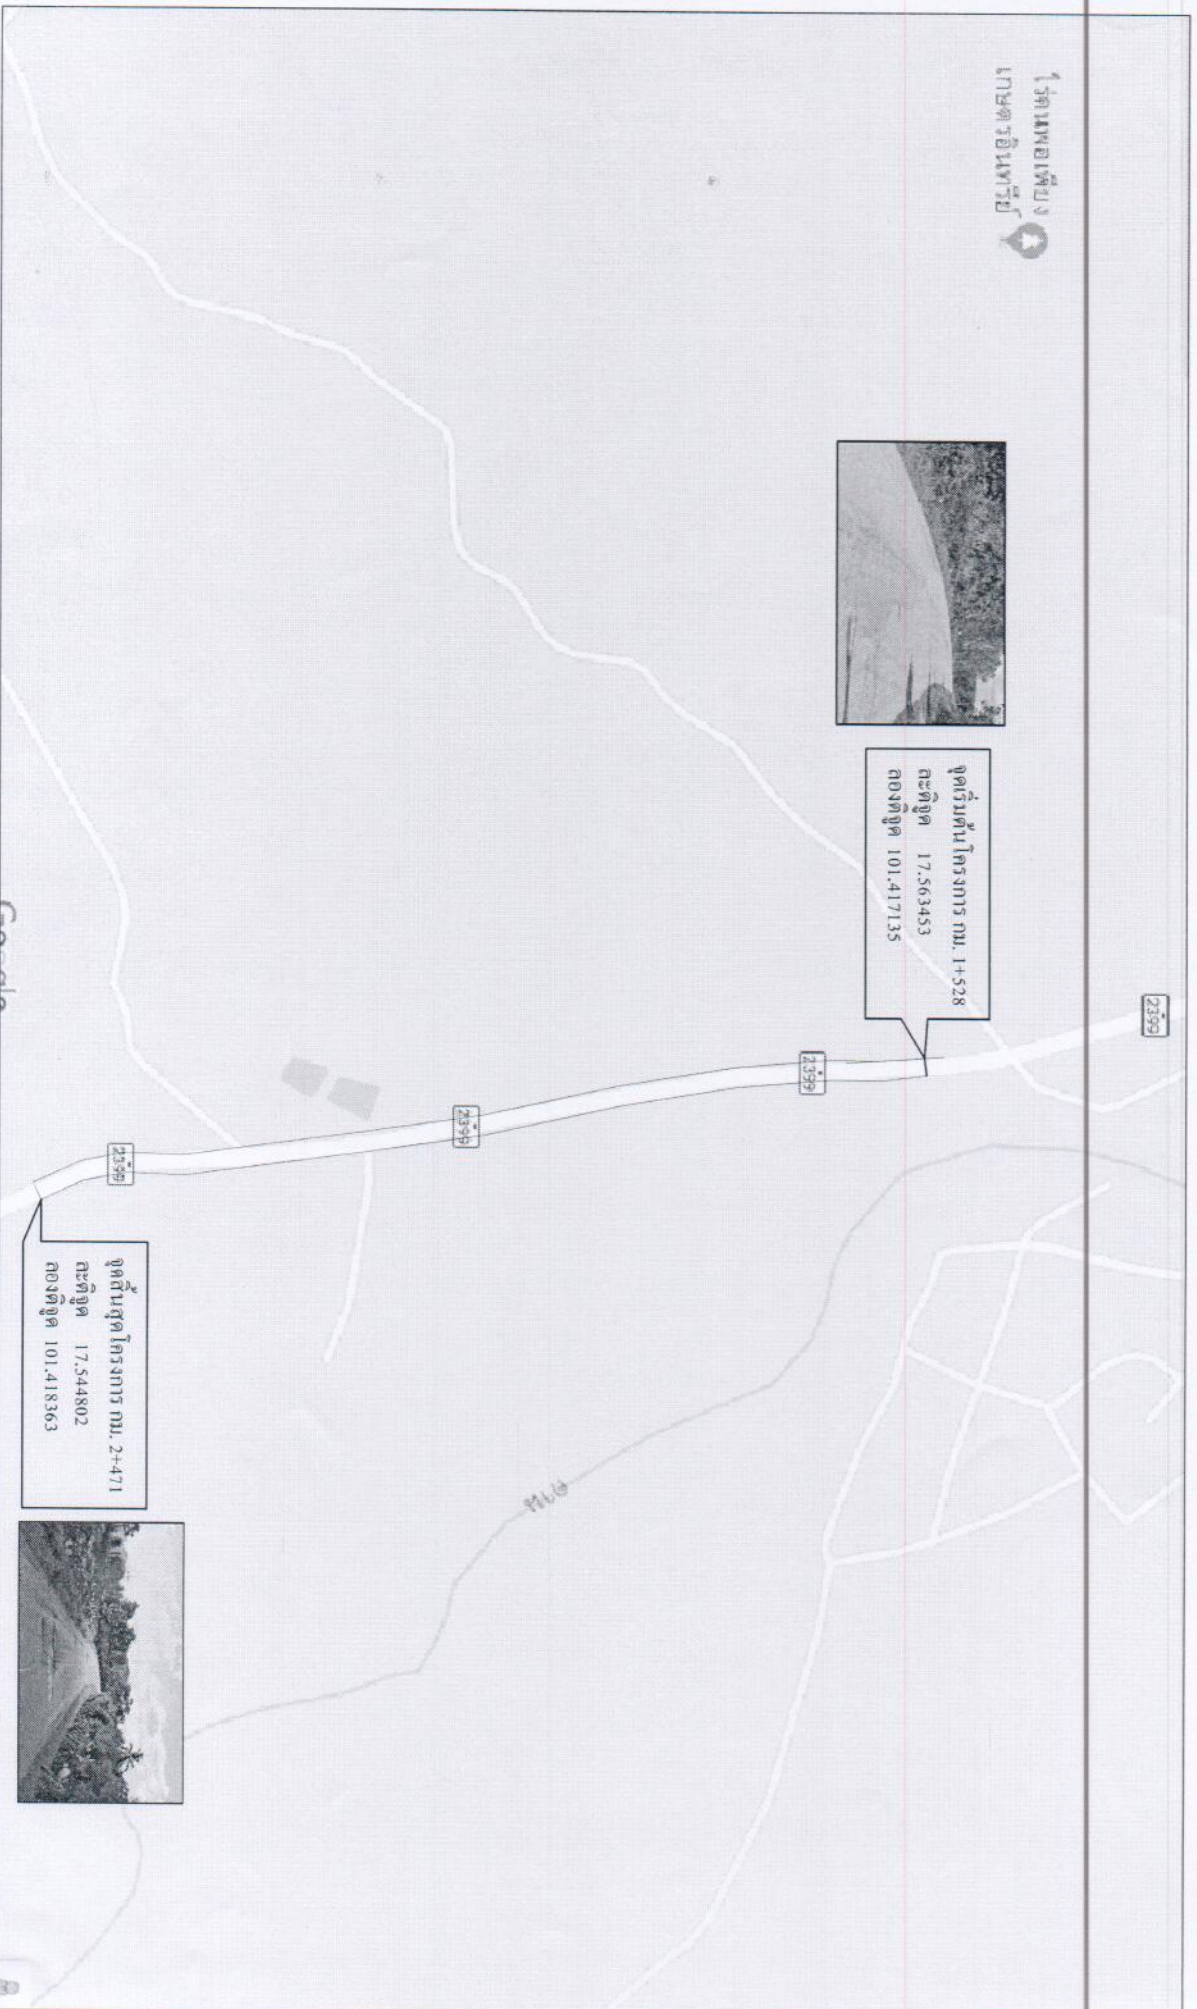 ไร่ตนพอเพียง
เกษตรอินทรีย์
จุดเริ่มต้นโครงการ กม. 1+528
ละติจูด 17.563453
ลองติจูด 101.417135
2399
2399
2399
2399
จุดสิ้นสุดโครงการ กม. 2+471
ละติจูด 17.544802
ลองติจูด 101.418363
Google